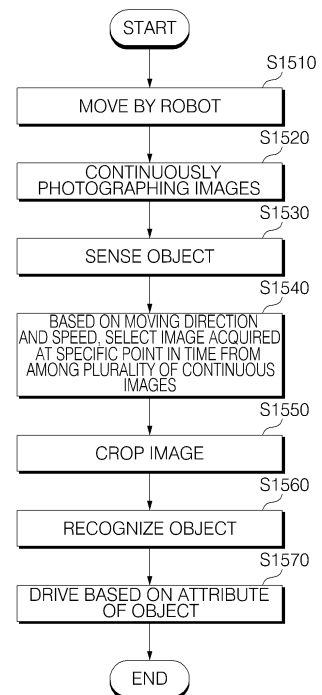 START
S1510
MOVE BY ROBOT
S1520
CONTINUOUSLY
PHOTOGRAPHING IMAGES
S1530
SENSE OBJECT
S1540
BASED ON MOVING DIRECTION
AND SPEED, SELECT IMAGE ACQUIRED
AT SPECIFIC POINT IN TIME FROM
AMONG PLURALITY OF CONTINUOUS
IMAGES
S1550
CROP IMAGE
S1560
RECOGNIZE OBJECT
S1570
DRIVE BASED ON ATTRIBUTE
OF OBJECT
END